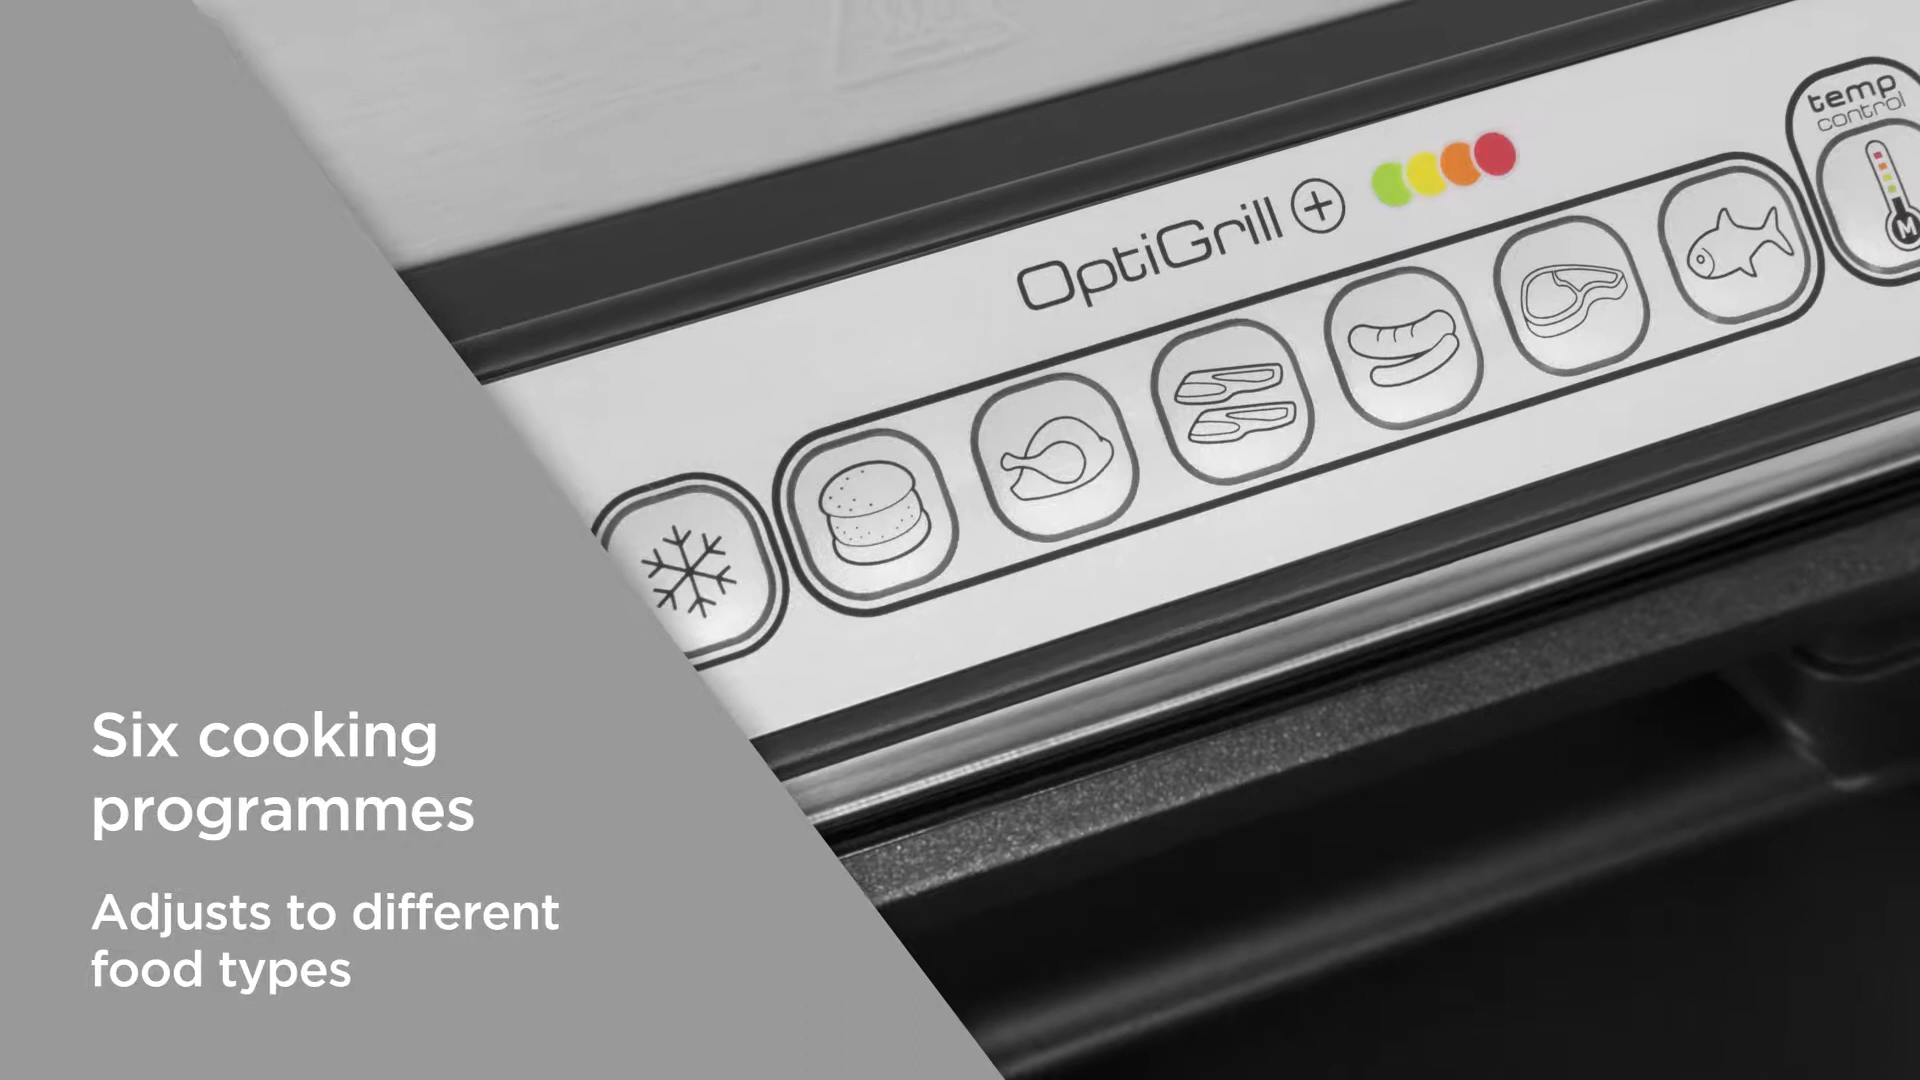 temp
control
OptiGrill +
M
Six cooking
programmes
Adjusts to different
food types